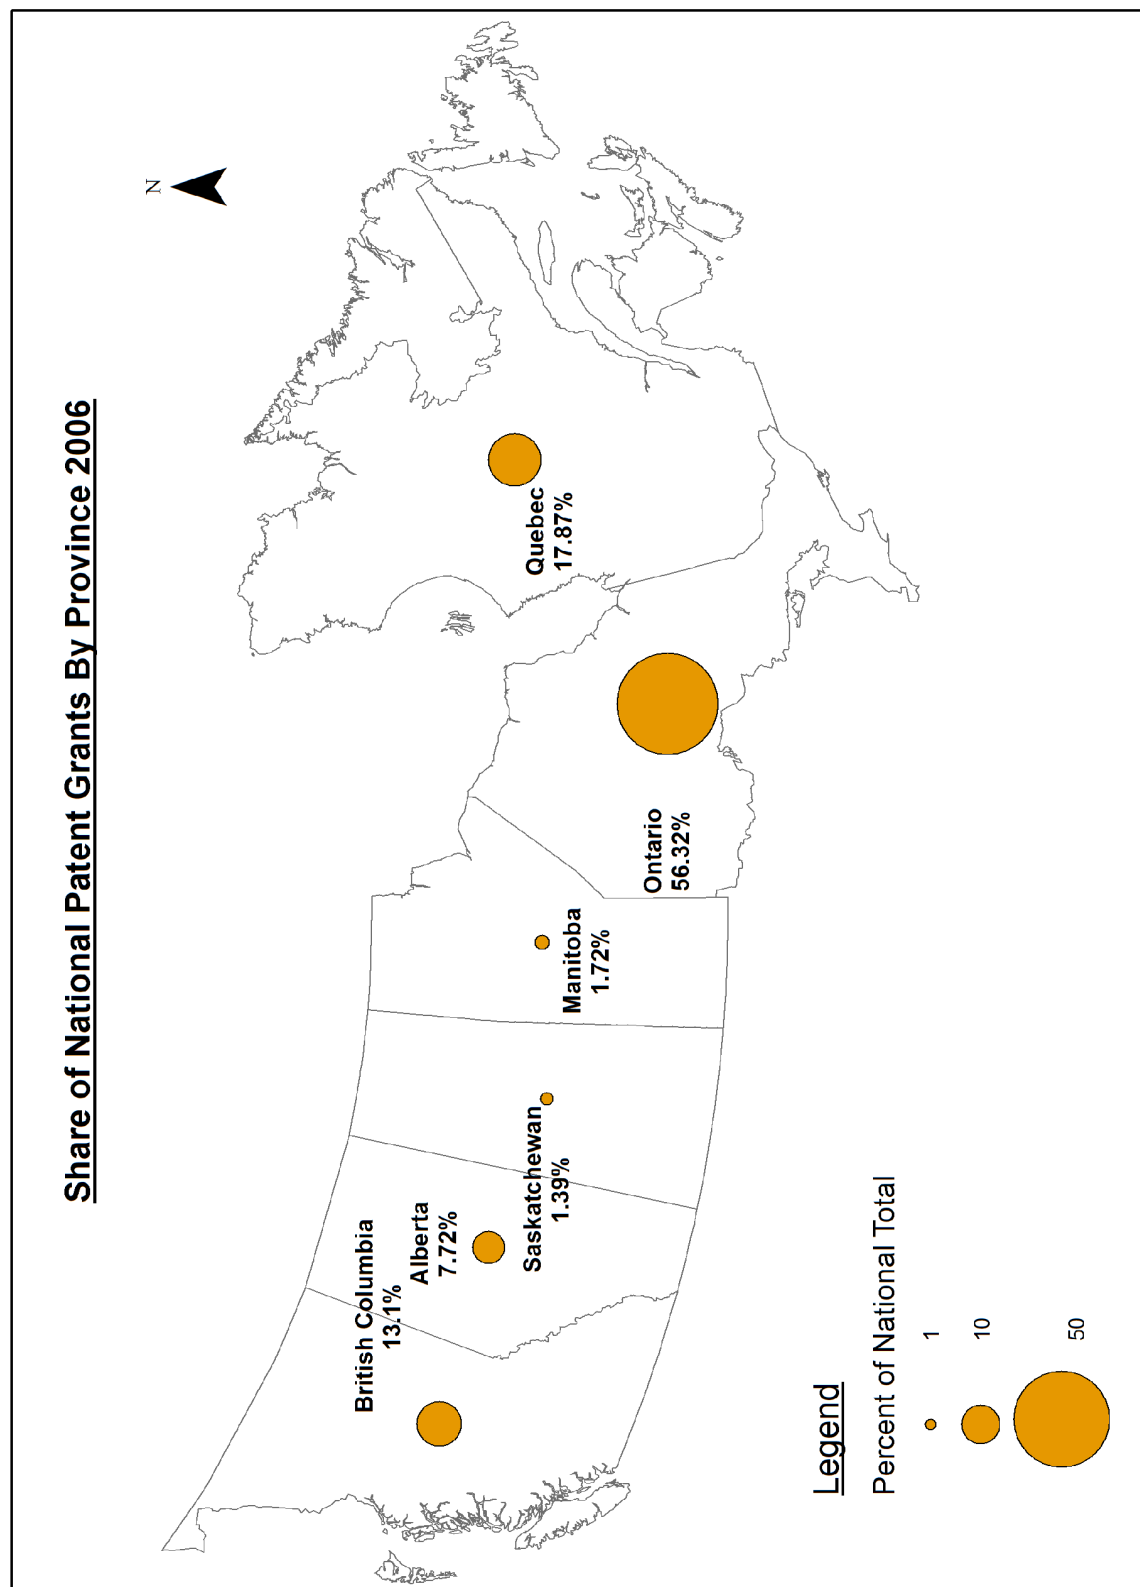 Share of National Patent Grants By Province 2006
N
British Columbia
13.1%
Alberta
7.72%
Saskatchewan
1.39%
Manitoba
1.72%
Ontario
56.32%
Quebec
17.87%
Legend
Percent of National Total
1
10
50